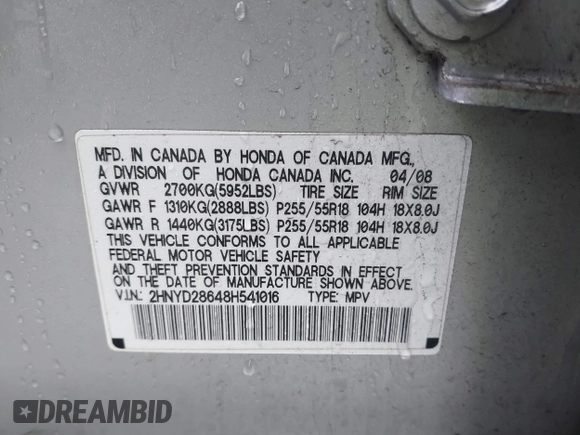 MFD. IN CANADA BY HONDA OF CANADA MFG.,
A DIVISION OF HONDA CANADA INC. 04/08
GVWR 2700KG(5952LBS) TIRE SIZE RIM SIZE
GAWR F 1310KG(2888LBS) P255/55R18 104H 18X8.0J
GAWR R 1440KG(3175LBS) P255/55R18 104H 18X8.0J
THIS VEHICLE CONFORMS TO ALL APPLICABLE
FEDERAL MOTOR VEHICLE SAFETY
AND THEFT PREVENTION STANDARDS IN EFFECT
ON THE DATE OF MANUFACTURE SHOWN ABOVE.
V.I.N.: 2HNYD28648H541016 TYPE: MPV
DREAMBID